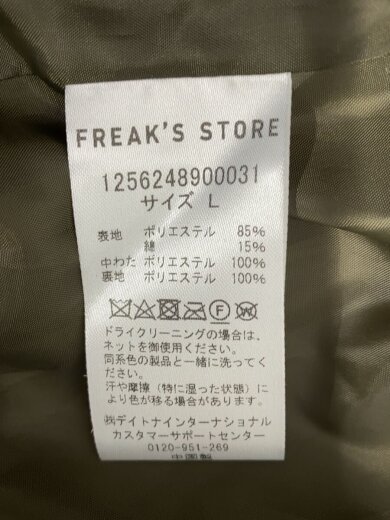 FREAK'S STORE
1256248900031
サイズ L
表地 ポリエステル 85%
綿 15%
中わた ポリエステル 100%
裏地 ポリエステル 100%
F W
ドライクリーニングの場合は、
ネットを御使用ください。
同系色の製品と一緒に洗ってく
ださい。
汗や摩擦（特に湿った状態）に
より色が移る場合があります。
㈱デイトナインターナショナル
カスタマーサポートセンター
0120-951-269
中国製